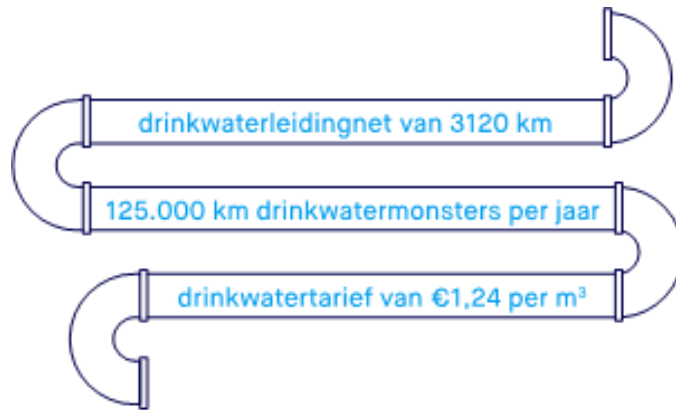 drinkwaterleidingnet van 3120 km
125.000 km drinkwatermonsters per jaar
drinkwatertarief van €1,24 per m³